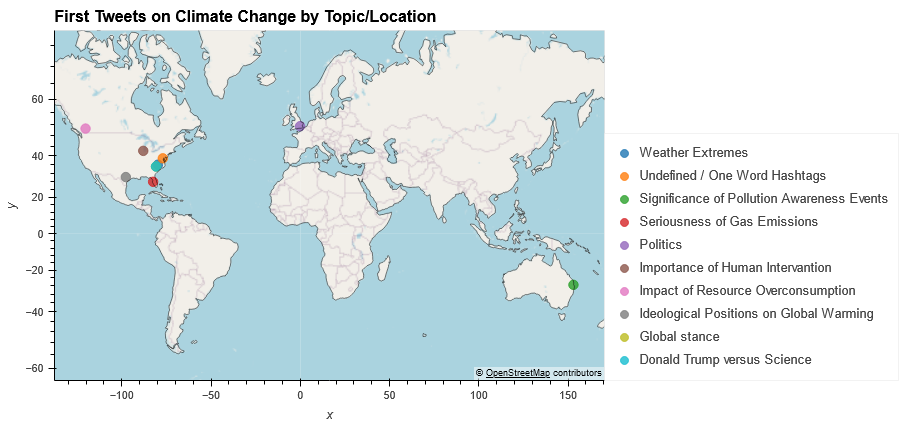 First Tweets on Climate Change by Topic/Location
60
40
20
0
−20
−40
−60
y
−100
−50
0
50
100
150
x
© OpenStreetMap contributors
Weather Extremes
Undefined / One Word Hashtags
Significance of Pollution Awareness Events
Seriousness of Gas Emissions
Politics
Importance of Human Intervantion
Impact of Resource Overconsumption
Ideological Positions on Global Warming
Global stance
Donald Trump versus Science